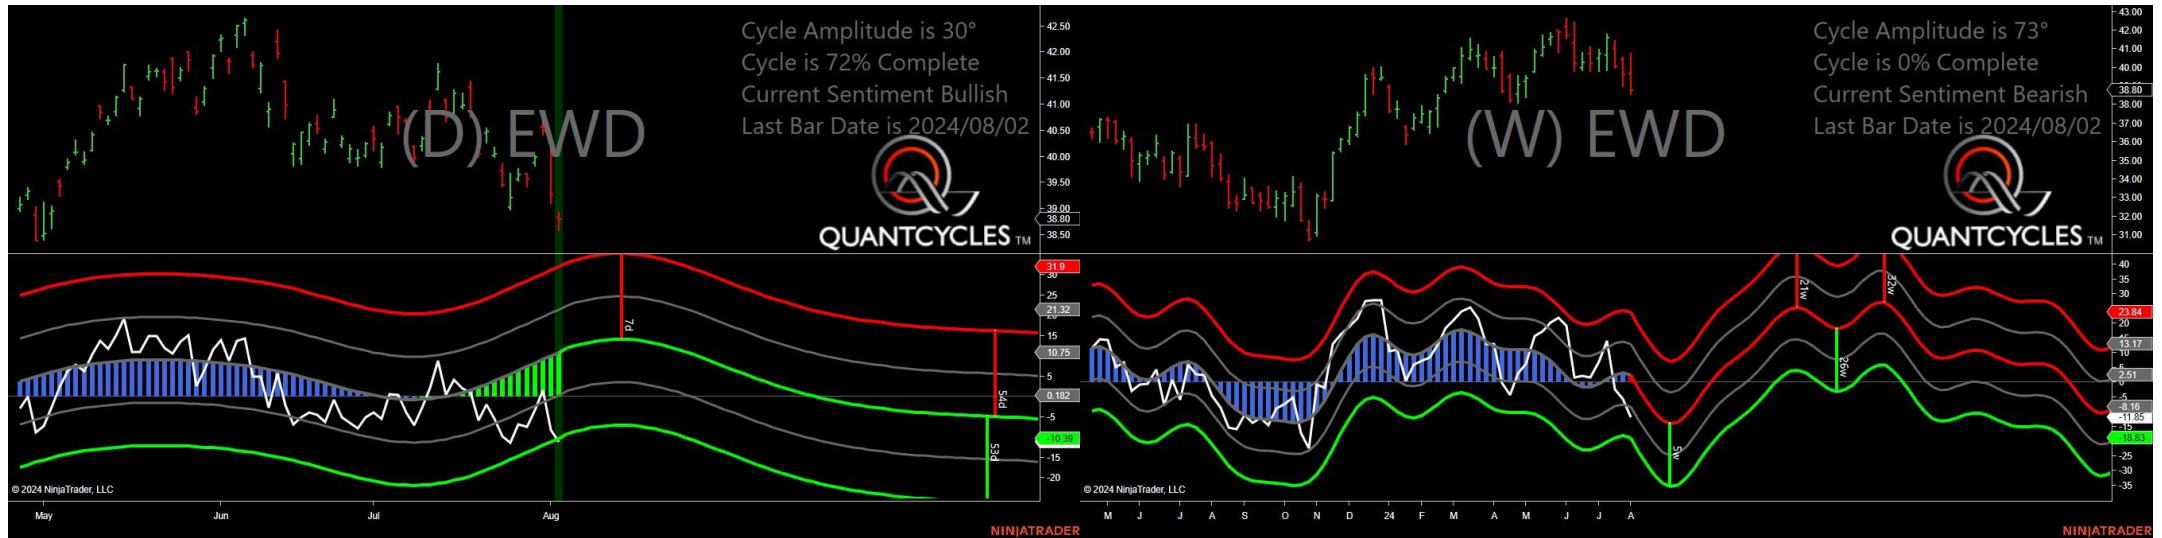 Cycle Amplitude is 30°
Cycle is 72% Complete
Current Sentiment Bullish
Last Bar Date is 2024/08/02
(D) EWD
QUANTCYCLES TM
42.50
42.00
41.50
41.00
40.50
40.00
39.50
39.00
38.80
38.50
31.9
30
25
21.32
15
10.75
5
0.182
-5
-10.39
-15
-20
7d
54d
53d
© 2024 NinjaTrader, LLC
May Jun Jul Aug
NINJATRADER
Cycle Amplitude is 73°
Cycle is 0% Complete
Current Sentiment Bearish
Last Bar Date is 2024/08/02
(W) EWD
QUANTCYCLES TM
43.00
42.00
41.00
40.00
38.80
38.00
37.00
36.00
35.00
34.00
33.00
32.00
31.00
40
35
30
23.84
20
13.17
10
2.51
-5
-8.16
-11.85
-15
-18.83
-25
-30
-35
21w
32w
26w
5w
© 2024 NinjaTrader, LLC
M J J A S O N D 24 F M A M J J A
NINJATRADER